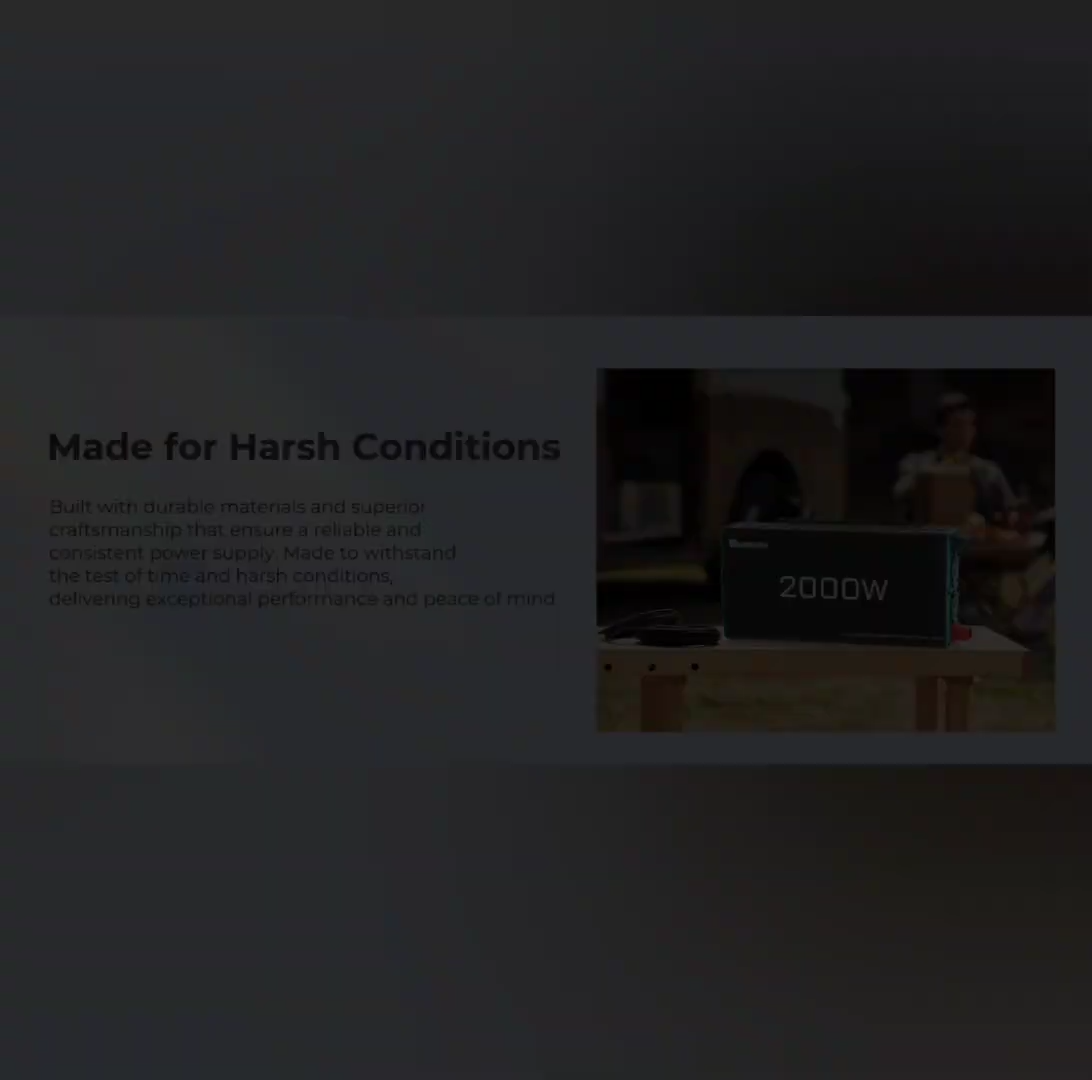 Made for Harsh Conditions
Built with durable materials and superior
craftsmanship that ensure a reliable and
consistent power supply. Made to withstand
the test of time and harsh conditions,
delivering exceptional performance and peace of mind
2000W